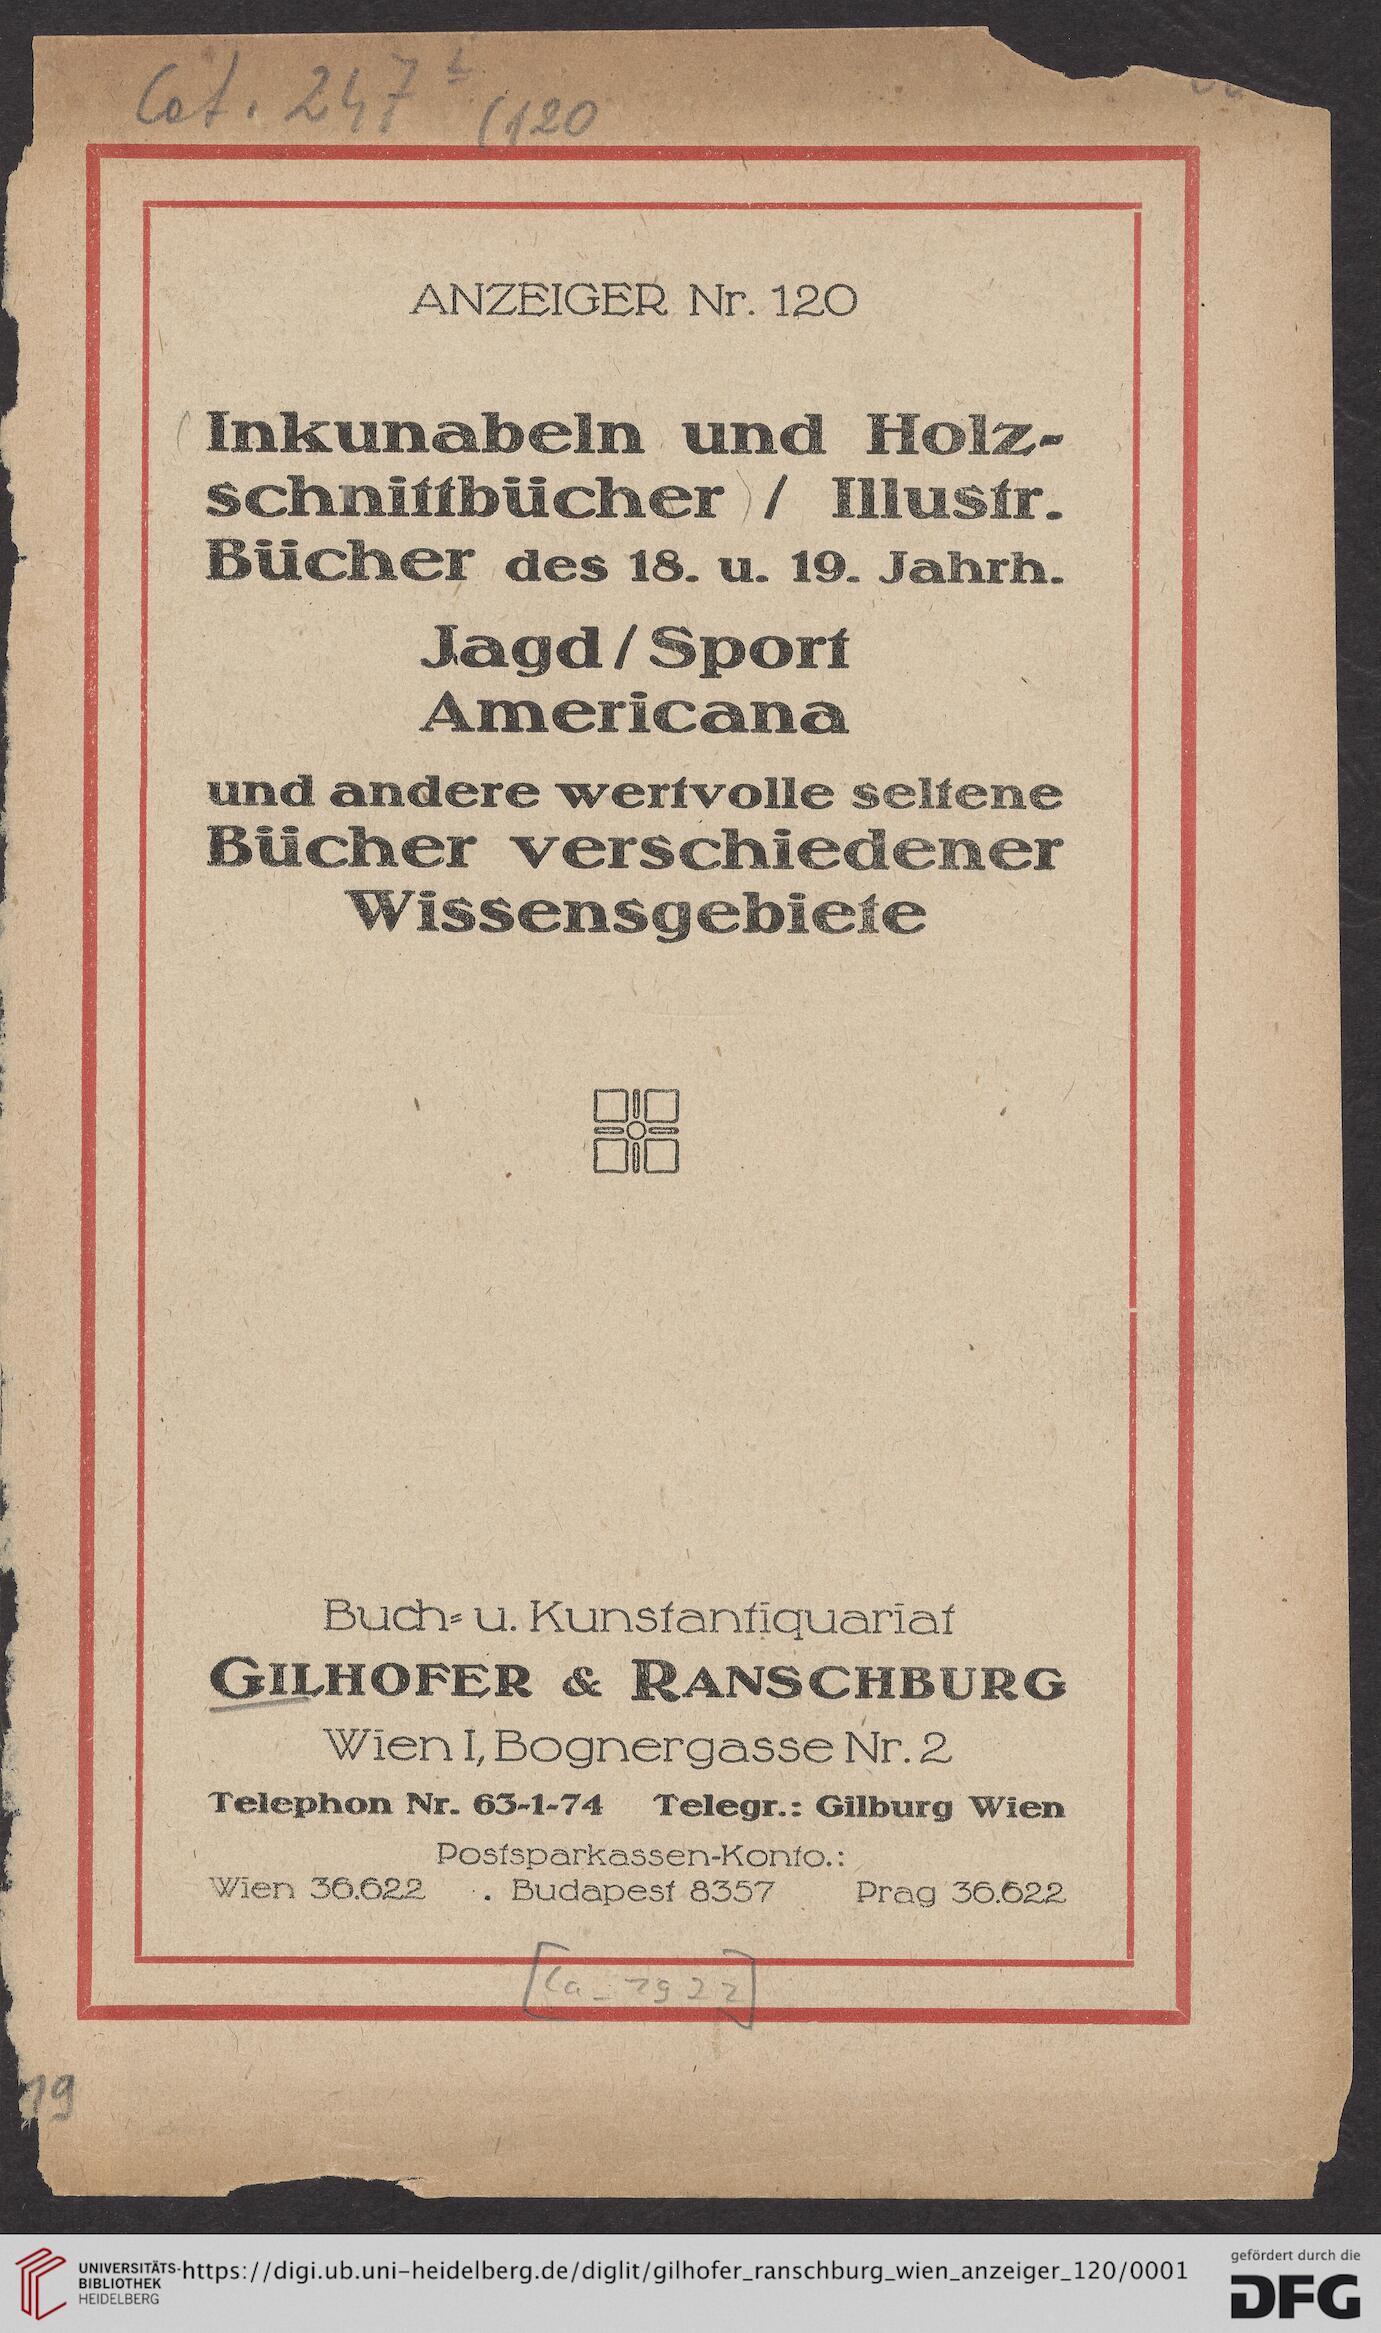 Cat. 247
(120
ANZEIGER Nr. 120
Inkunabeln und Holz-
schnittbücher / Illustr.
Bücher des 18. u. 19. Jahrh.
Jagd / Sport
Americana
und andere wertvolle seltene
Bücher verschiedener
Wissensgebiete
Buch- u. Kunstantiquariat
GILHOFER & RANSCHBURG
Wien I, Bognergasse Nr. 2
Telephon Nr. 63-1-74 Telegr.: Gilburg Wien
Postsparkassen-Konto.:
Wien 36.622 . Budapest 8357 Prag 36.622
[Ca. 1922]
19
UNIVERSITÄTS-
BIBLIOTHEK
HEIDELBERG
https://digi.ub.uni-heidelberg.de/diglit/gilhofer_ranschburg_wien_anzeiger_120/0001
gefördert durch die
DFG